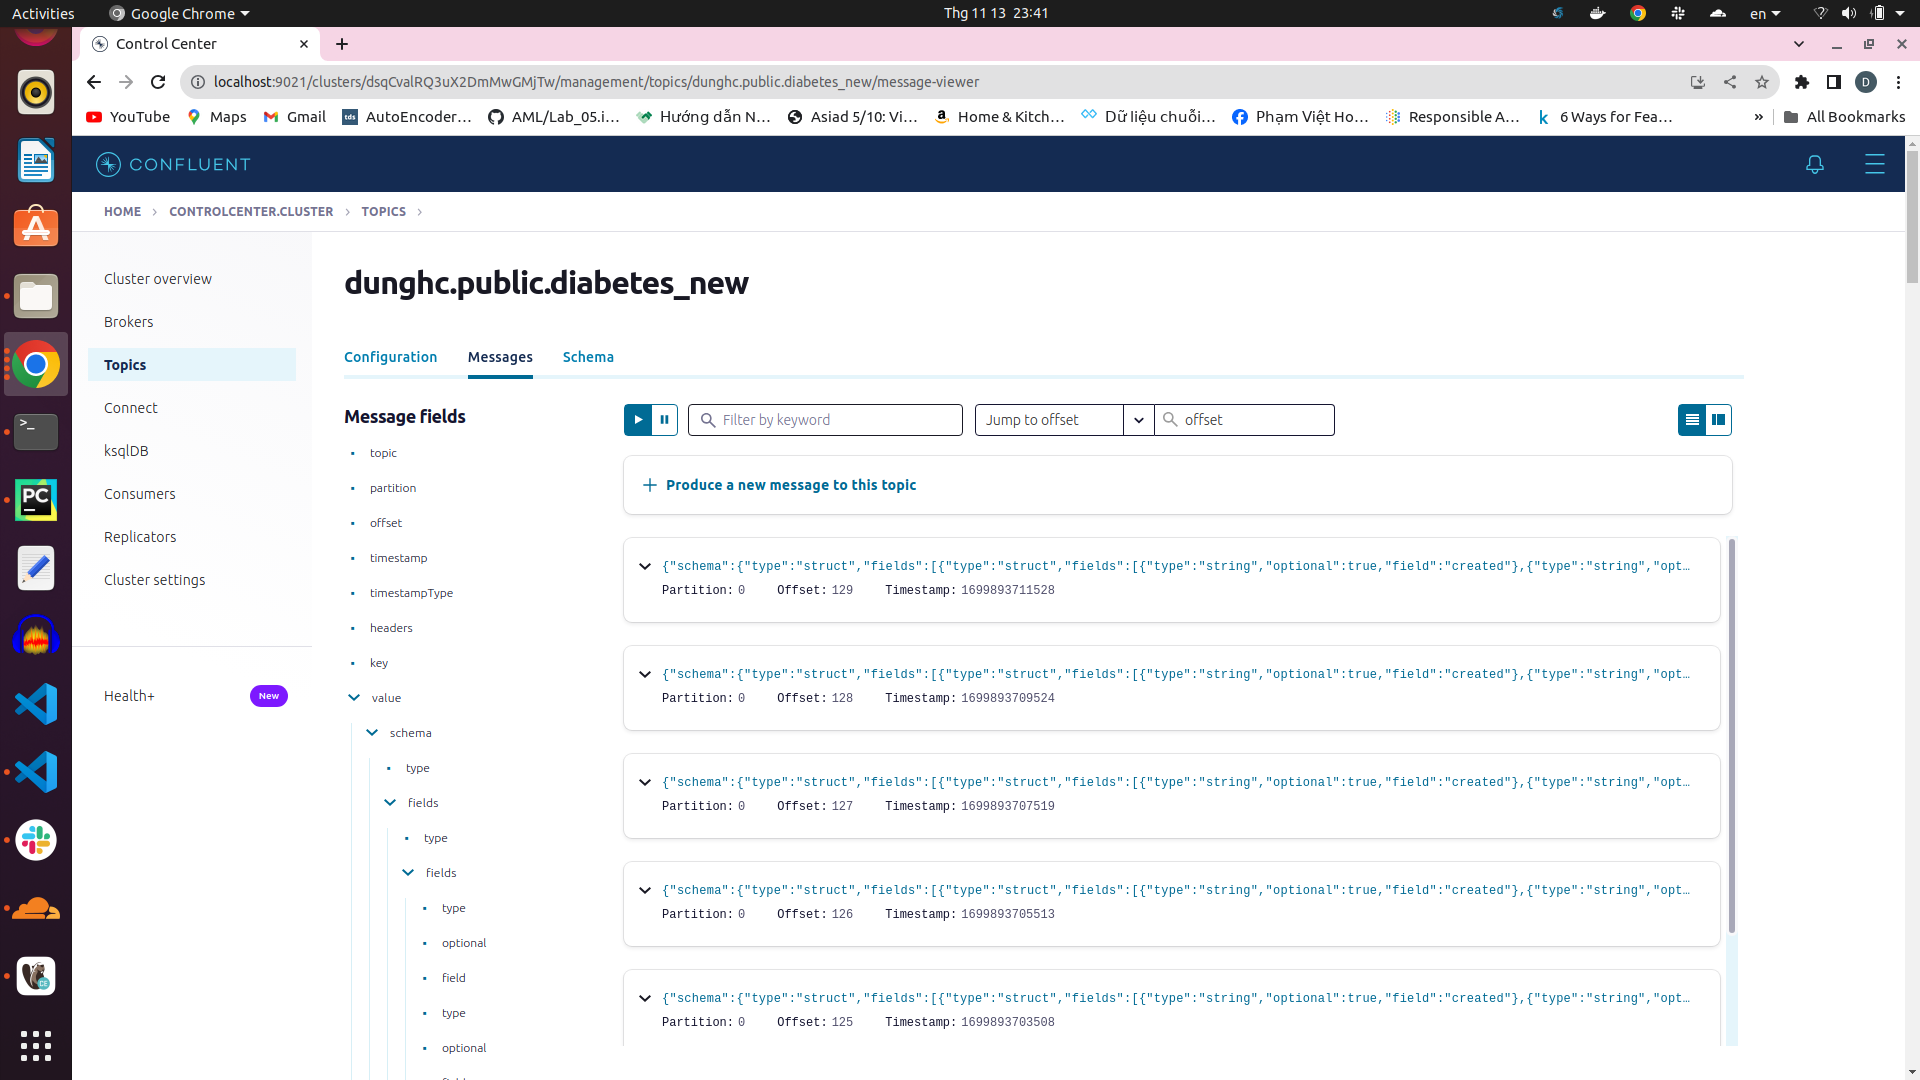 Activities
Google Chrome
Thg 11 13 23:41
en
Control Center
localhost:9021/clusters/dsqCvalRQ3uX2DmMwGMjTw/management/topics/dunghc.public.diabetes_new/message-viewer
D
YouTube
Maps
Gmail
tds
AutoEncoder…
AML/Lab_05.i…
Hướng dẫn N…
Asiad 5/10: Vi…
Home & Kitch…
Dữ liệu chuỗi…
Phạm Việt Ho…
Responsible A…
k
6 Ways for Fea…
»
All Bookmarks
CONFLUENT
HOME > CONTROLCENTER.CLUSTER > TOPICS >
Cluster overview
Brokers
Topics
Connect
ksqlDB
Consumers
Replicators
Cluster settings
Health+
New
dunghc.public.diabetes_new
Configuration
Messages
Schema
Message fields
topic
partition
offset
timestamp
timestampType
headers
key
value
schema
type
fields
type
fields
type
optional
field
type
optional
Filter by keyword
Jump to offset
offset
Produce a new message to this topic
{"schema":{"type":"struct","fields":[{"type":"struct","fields":[{"type":"string","optional":true,"field":"created"},{"type":"string","opt…
Partition: 0 Offset: 129 Timestamp: 1699893711528
{"schema":{"type":"struct","fields":[{"type":"struct","fields":[{"type":"string","optional":true,"field":"created"},{"type":"string","opt…
Partition: 0 Offset: 128 Timestamp: 1699893709524
{"schema":{"type":"struct","fields":[{"type":"struct","fields":[{"type":"string","optional":true,"field":"created"},{"type":"string","opt…
Partition: 0 Offset: 127 Timestamp: 1699893707519
{"schema":{"type":"struct","fields":[{"type":"struct","fields":[{"type":"string","optional":true,"field":"created"},{"type":"string","opt…
Partition: 0 Offset: 126 Timestamp: 1699893705513
{"schema":{"type":"struct","fields":[{"type":"struct","fields":[{"type":"string","optional":true,"field":"created"},{"type":"string","opt…
Partition: 0 Offset: 125 Timestamp: 1699893703508
>_
PC
CE